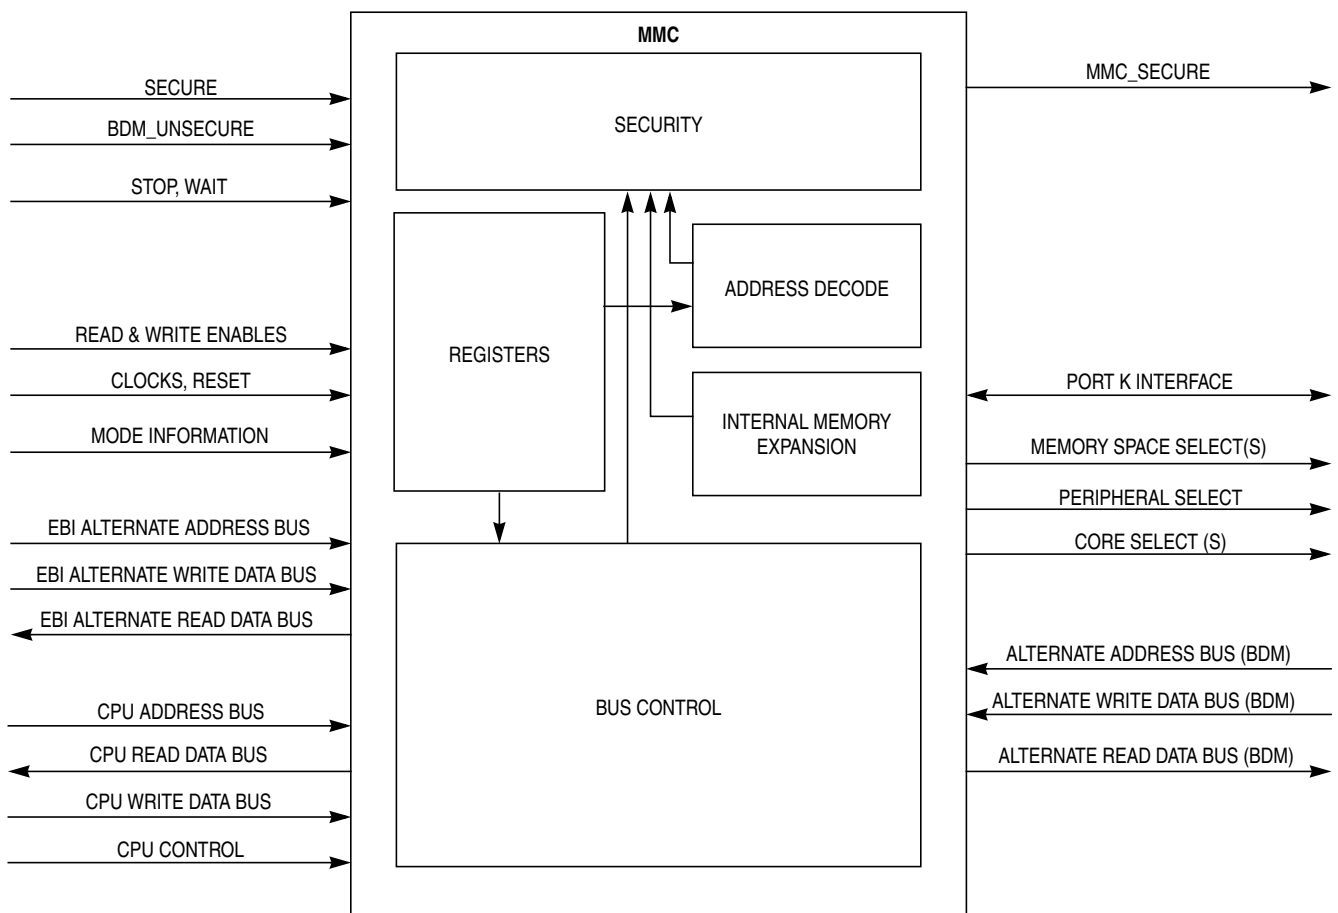 MMC
SECURE
BDM_UNSECURE
STOP, WAIT
READ & WRITE ENABLES
CLOCKS, RESET
MODE INFORMATION
EBI ALTERNATE ADDRESS BUS
EBI ALTERNATE WRITE DATA BUS
EBI ALTERNATE READ DATA BUS
CPU ADDRESS BUS
CPU READ DATA BUS
CPU WRITE DATA BUS
CPU CONTROL
SECURITY
REGISTERS
ADDRESS DECODE
INTERNAL MEMORY
EXPANSION
BUS CONTROL
MMC_SECURE
PORT K INTERFACE
MEMORY SPACE SELECT(S)
PERIPHERAL SELECT
CORE SELECT (S)
ALTERNATE ADDRESS BUS (BDM)
ALTERNATE WRITE DATA BUS (BDM)
ALTERNATE READ DATA BUS (BDM)